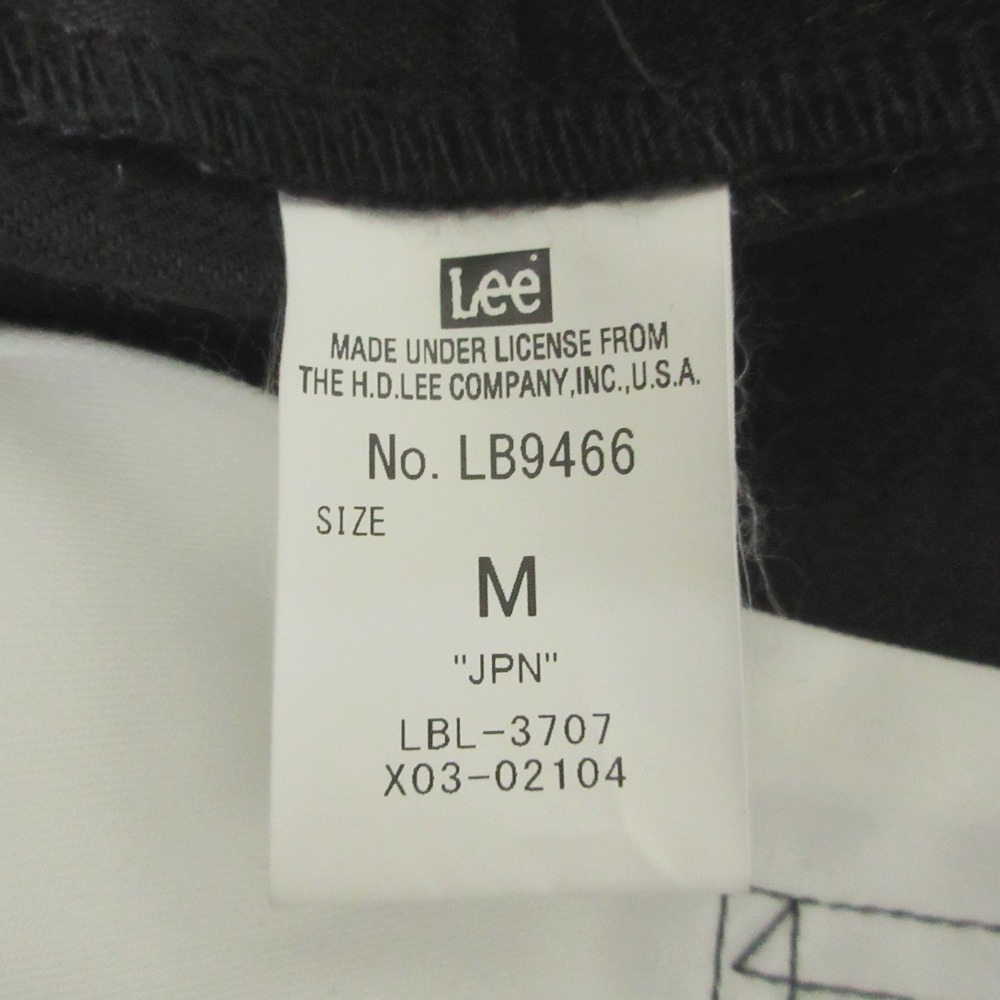 Lee
MADE UNDER LICENSE FROM
THE H.D.LEE COMPANY,INC.,U.S.A.
No. LB9466
SIZE
M
"JPN"
LBL-3707
X03-02104